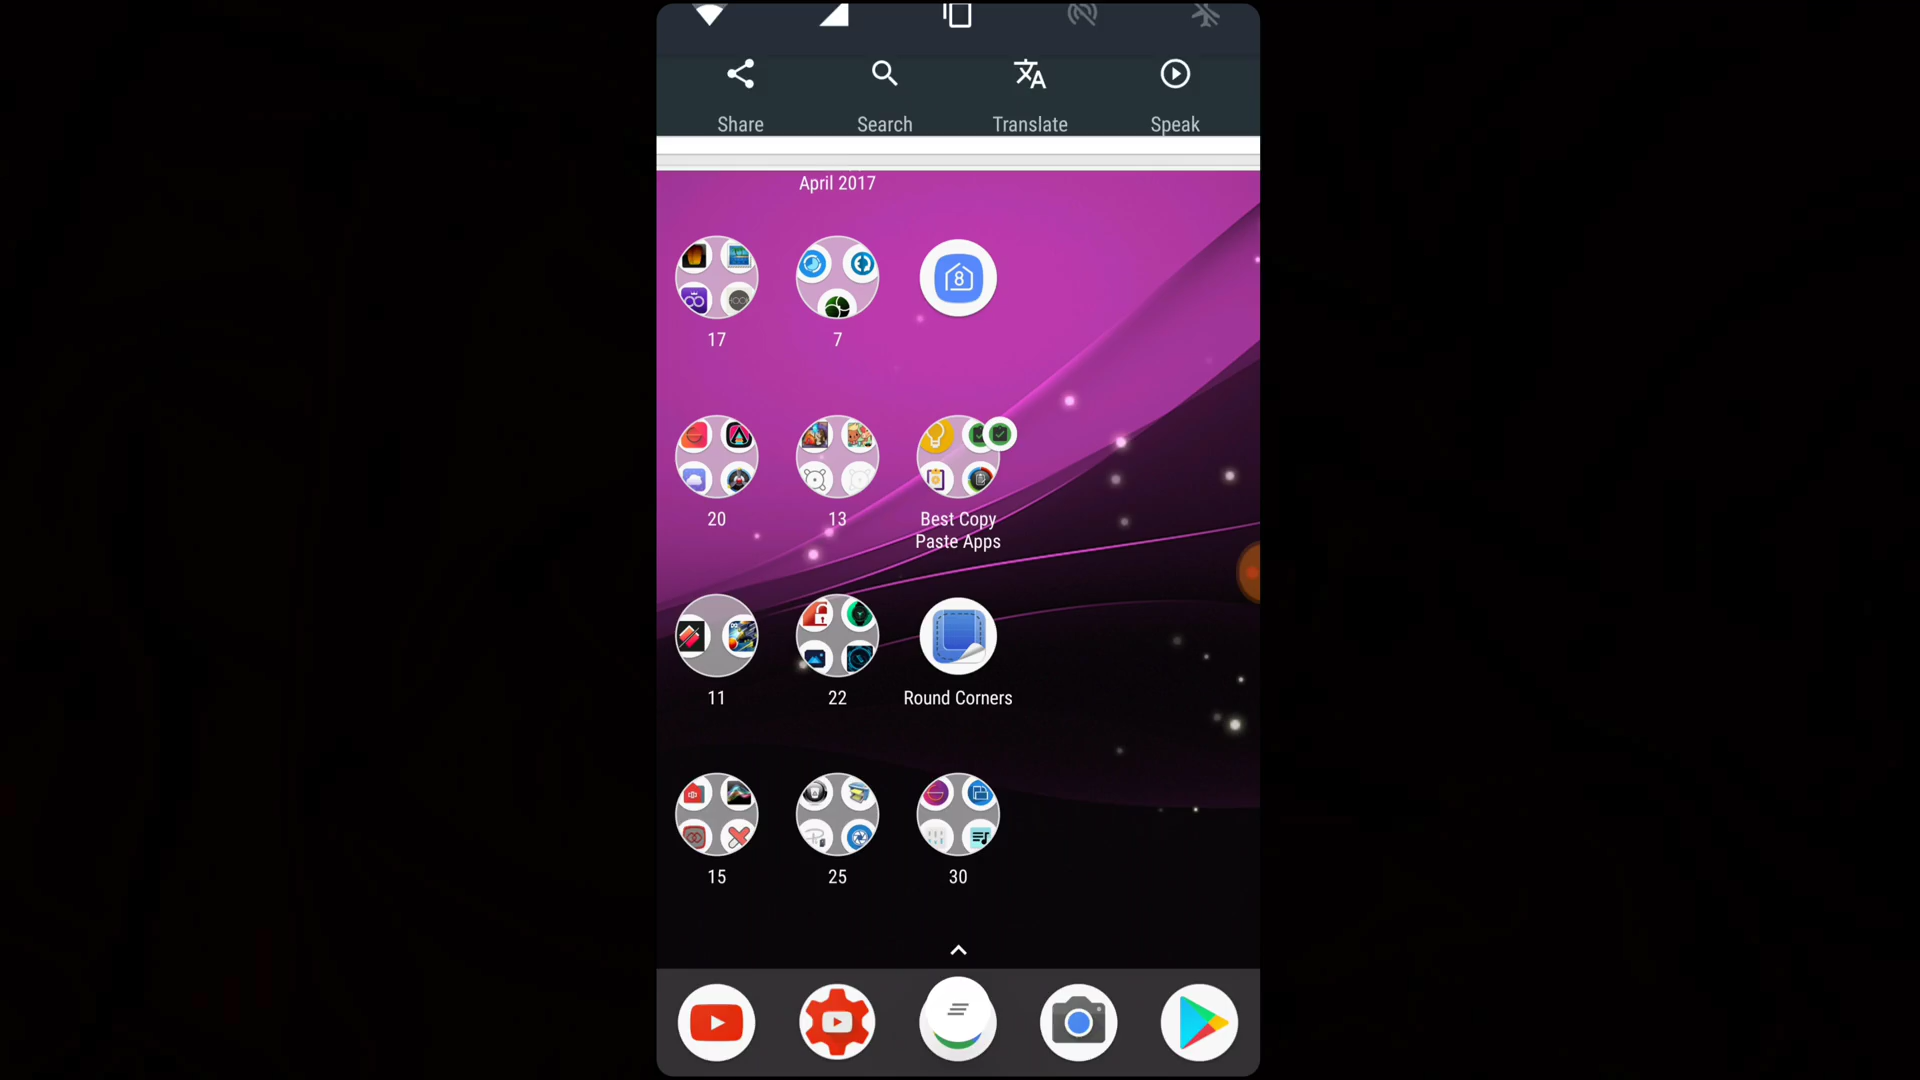 Share Search Translate Speak
April 2017
17 7
8
20 13 Best Copy
Paste Apps
11 22 Round Corners
15 25 30